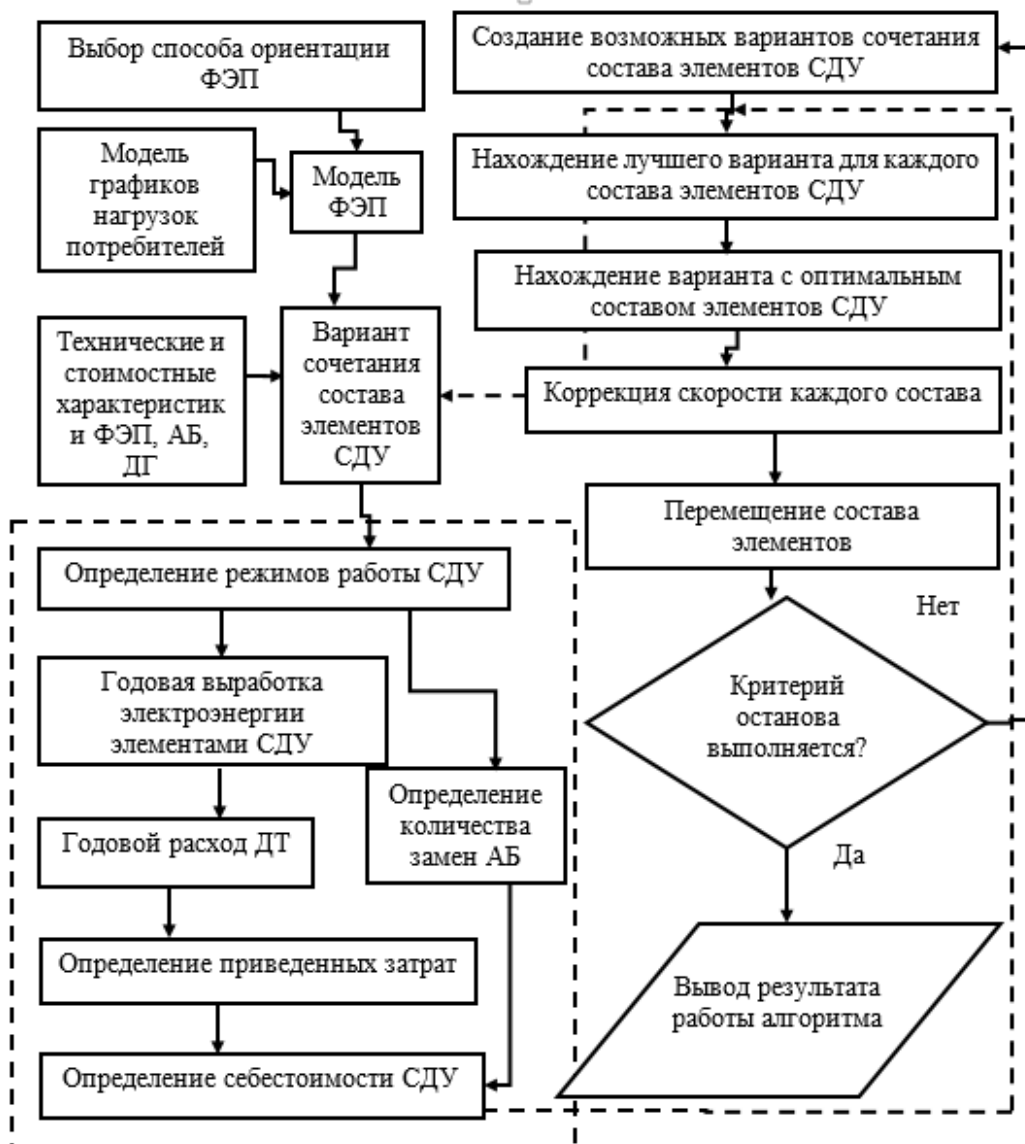 Выбор способа ориентации
ФЭП
Модель
графиков
нагрузок
потребителей
Модель
ФЭП
Технические и
стоимостные
характеристик
и ФЭП, АБ,
ДГ
Вариант
сочетания
состава
элементов
СДУ
Определение режимов работы СДУ
Годовая выработка
электроэнергии
элементами СДУ
Годовой расход ДТ
Определение
количества
замен АБ
Определение приведенных затрат
Определение себестоимости СДУ
Создание возможных вариантов сочетания
состава элементов СДУ
Нахождение лучшего варианта для каждого
состава элементов СДУ
Нахождение варианта с оптимальным
составом элементов СДУ
Коррекция скорости каждого состава
Перемещение состава
элементов
Нет
Критерий
останова
выполняется?
Да
Вывод результата
работы алгоритма